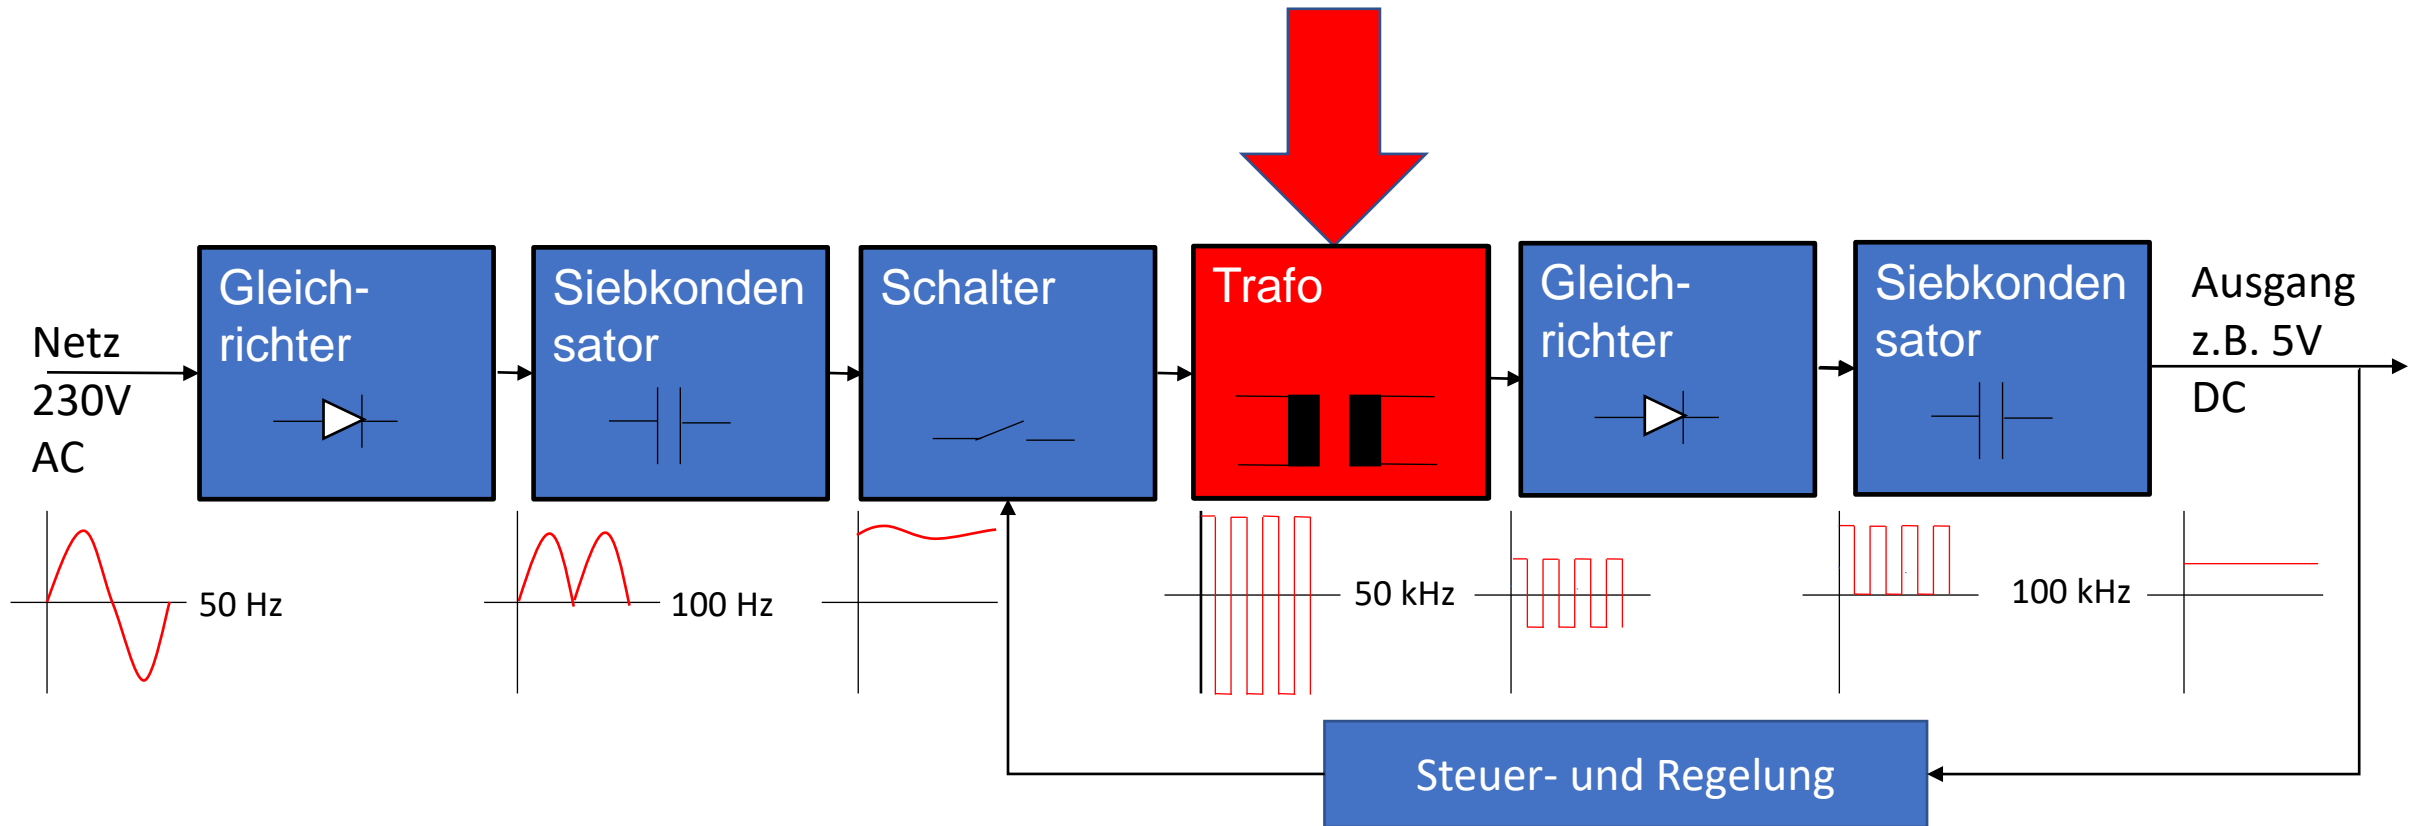 Netz
230V
AC
Gleich-
richter
Siebkonden
sator
Schalter
Trafo
Gleich-
richter
Siebkonden
sator
Ausgang
z.B. 5V
DC
50 Hz
100 Hz
50 kHz
100 kHz
Steuer- und Regelung